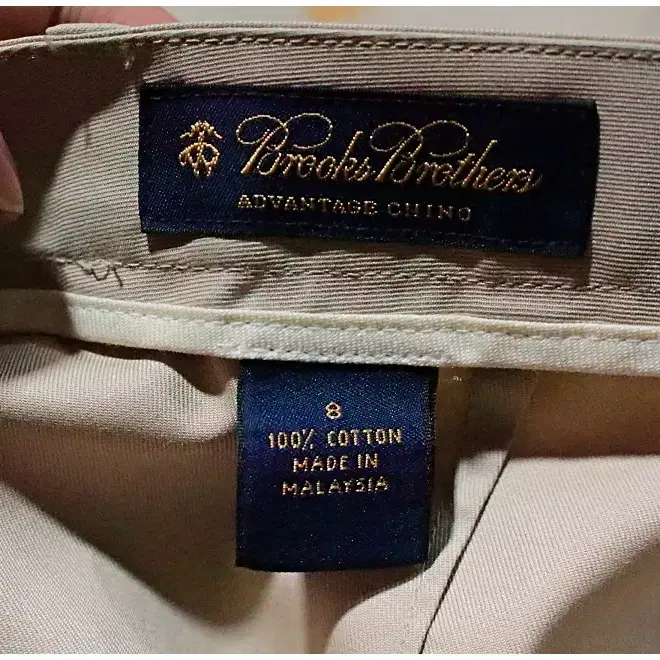 Brooks Brothers
ADVANTAGE CHINO
8
100% COTTON
MADE IN
MALAYSIA